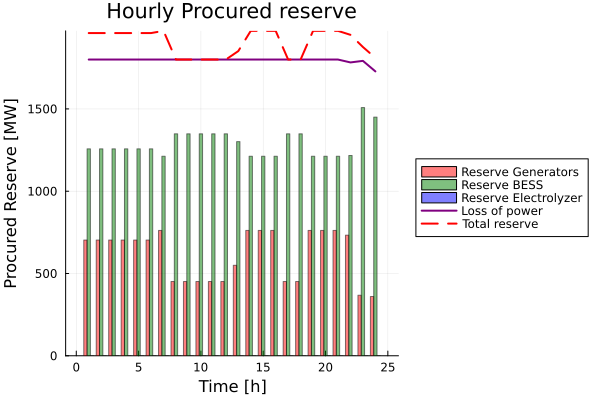 Hourly Procured reserve
Procured Reserve [MW]
1500
1000
500
0
0 5 10 15 20 25
Time [h]
Reserve Generators
Reserve BESS
Reserve Electrolyzer
Loss of power
Total reserve